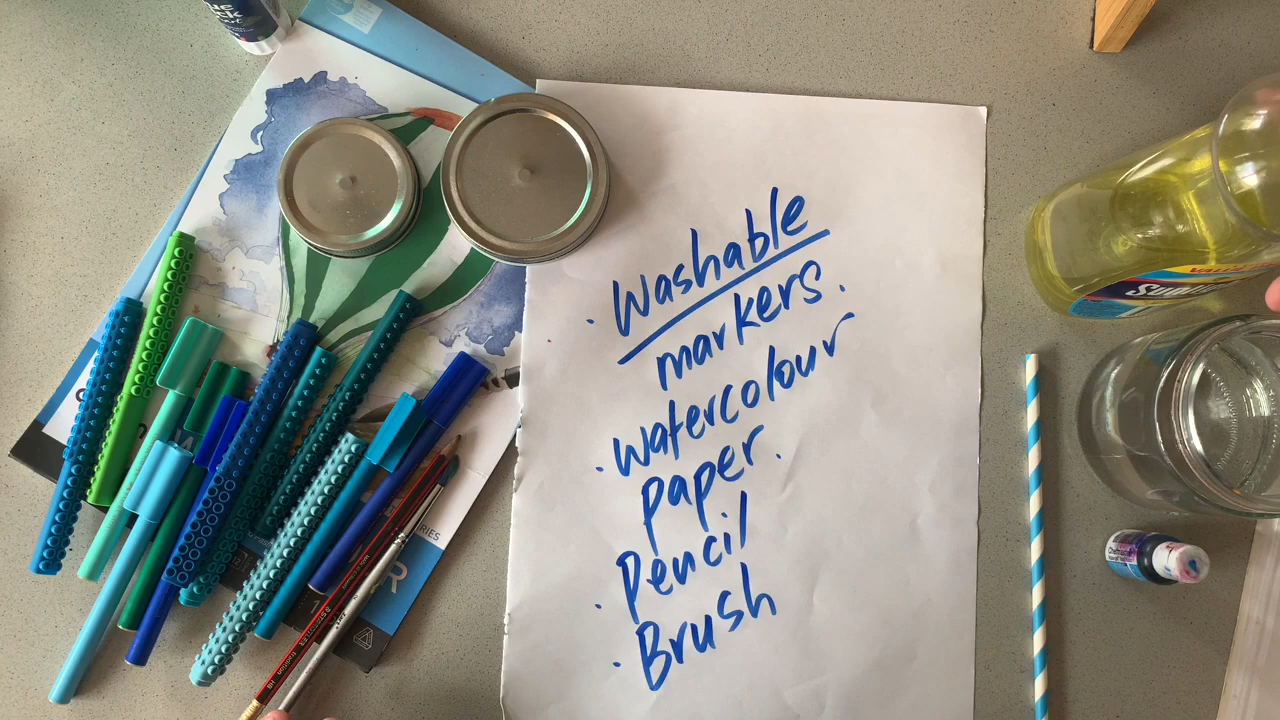 · Washable
markers.
· watercolour
paper.
· Pencil
· Brush